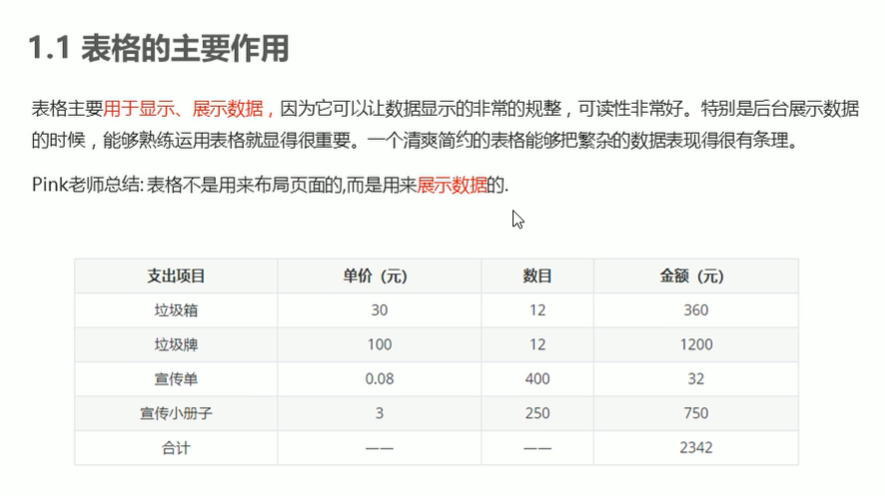 1.1 表格的主要作用
表格主要用于显示、展示数据，因为它可以让数据显示的非常的规整，可读性非常好。特别是后台展示数据
的时候，能够熟练运用表格就显得很重要。一个清爽简约的表格能够把繁杂的数据表现得很有条理。
Pink老师总结: 表格不是用来布局页面的,而是用来展示数据的.
支出项目 单价（元） 数目 金额（元）
垃圾箱 30 12 360
垃圾牌 100 12 1200
宣传单 0.08 400 32
宣传小册子 3 250 750
合计 —— —— 2342